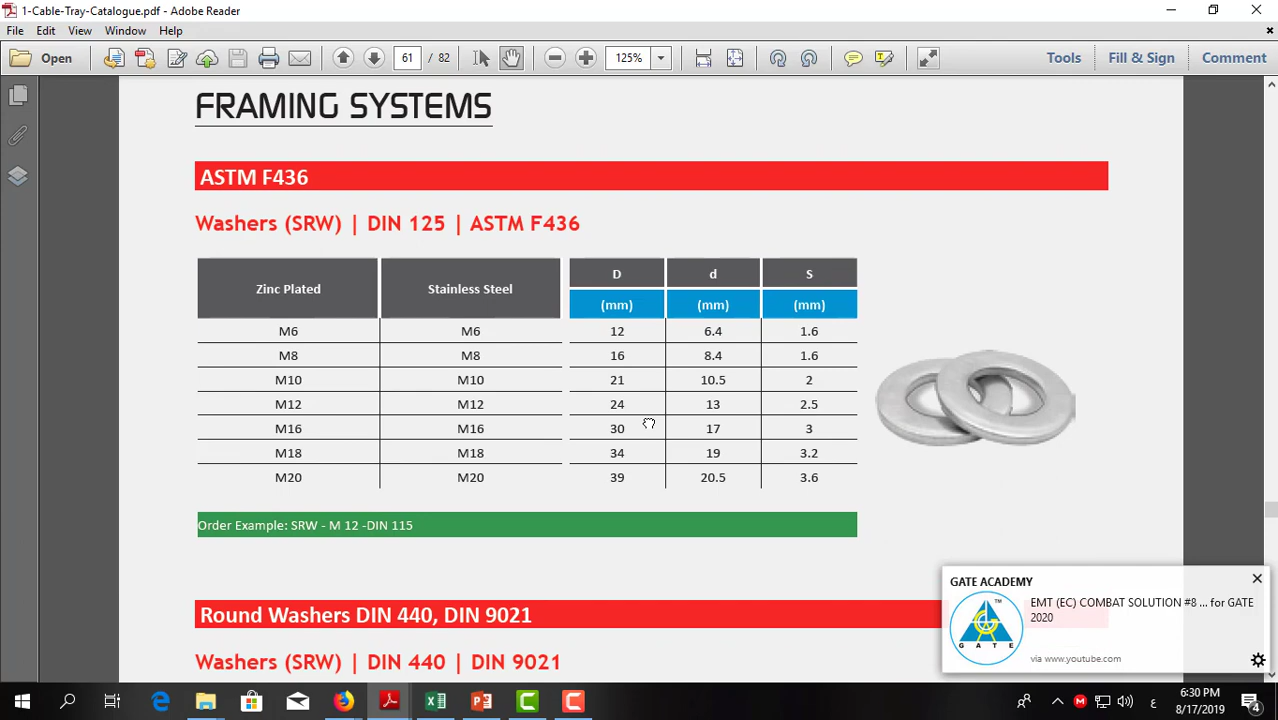 1-Cable-Tray-Catalogue.pdf - Adobe Reader
File Edit View Window Help
Open 61 / 82 125% Tools Fill & Sign Comment
FRAMING SYSTEMS
ASTM F436
Washers (SRW) | DIN 125 | ASTM F436
Zinc Plated Stainless Steel D d S
(mm) (mm) (mm)
M6 M6 12 6.4 1.6
M8 M8 16 8.4 1.6
M10 M10 21 10.5 2
M12 M12 24 13 2.5
M16 M16 30 17 3
M18 M18 34 19 3.2
M20 M20 39 20.5 3.6
Order Example: SRW - M 12 -DIN 115
Round Washers DIN 440, DIN 9021
Washers (SRW) | DIN 440 | DIN 9021
GATE ACADEMY
EMT (EC) COMBAT SOLUTION #8 ... for GATE
2020
TM
GATE
via www.youtube.com
ع 6:30 PM
8/17/2019
4